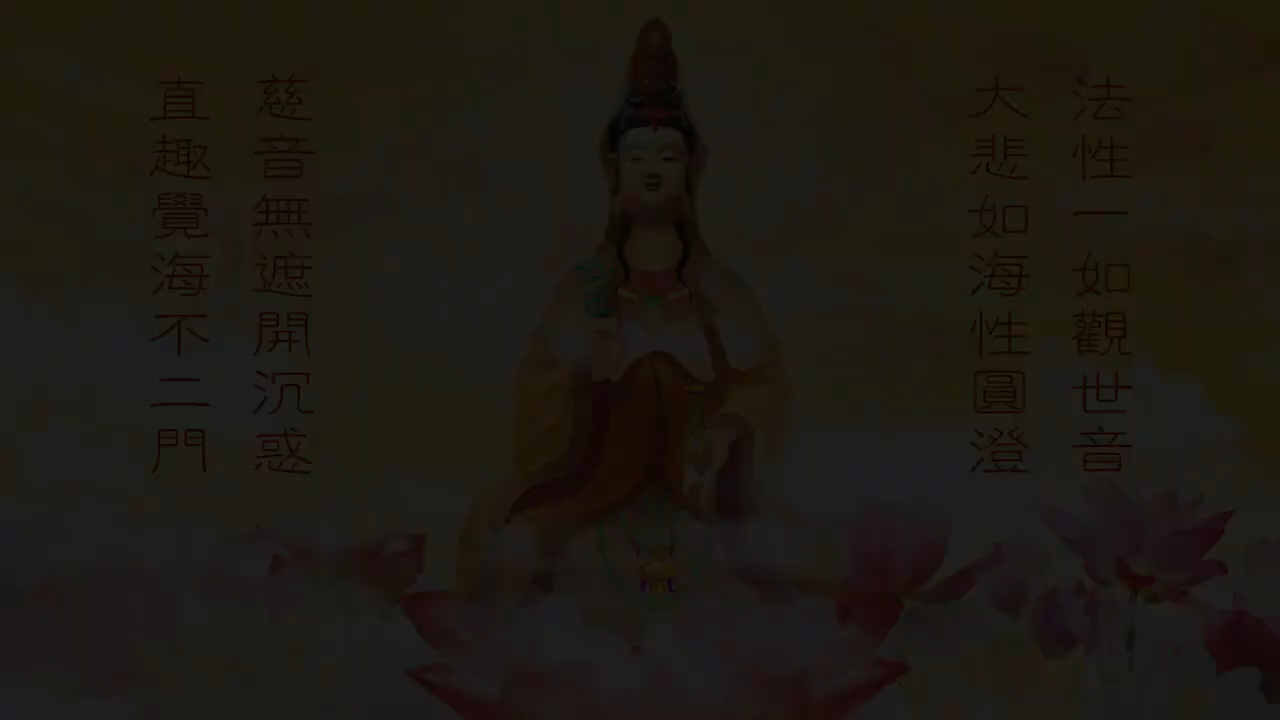 法性一如觀世音
大悲如海性圓澄
慈音無遮開沉惑
直趣覺海不二門